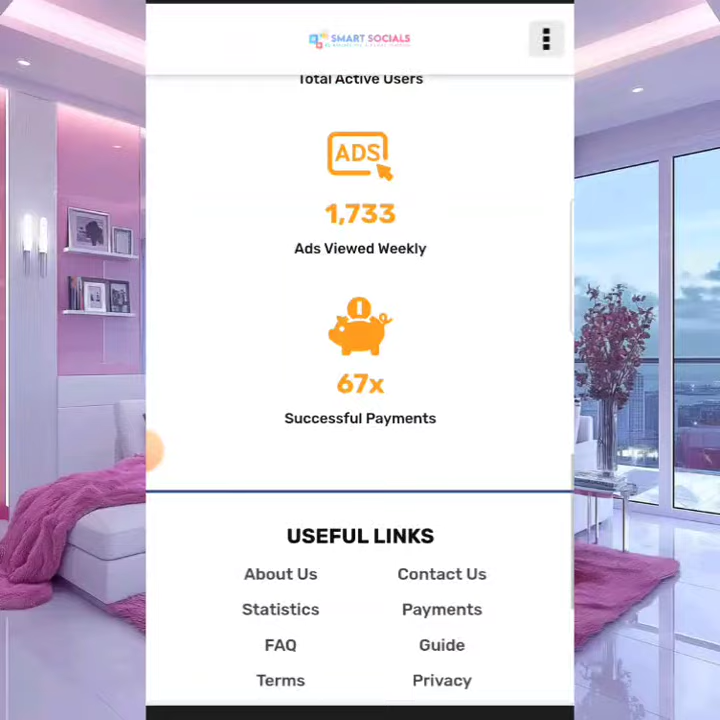 SMART SOCIALS
Total Active Users
ADS
1,733
Ads Viewed Weekly
67x
Successful Payments
USEFUL LINKS
About Us
Contact Us
Statistics
Payments
FAQ
Guide
Terms
Privacy